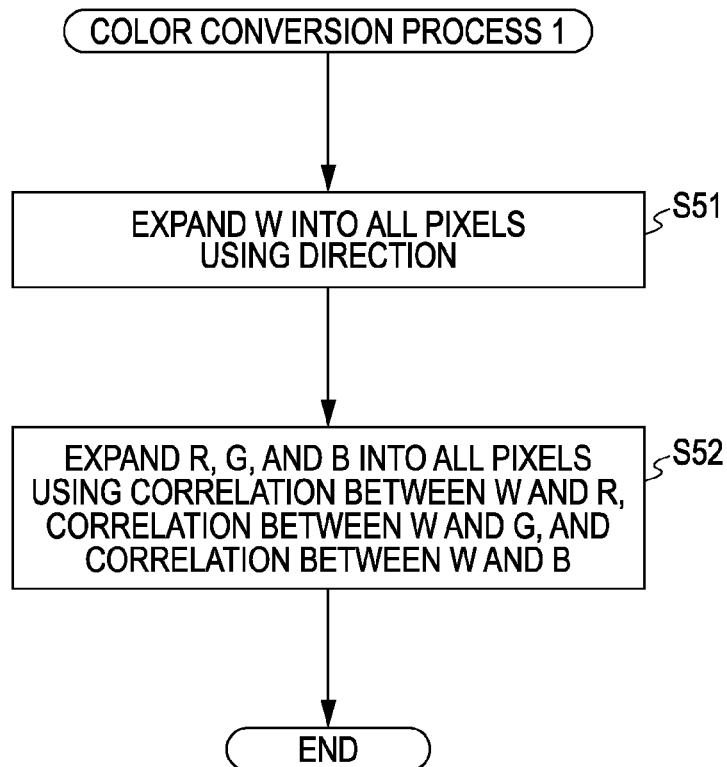 COLOR CONVERSION PROCESS 1
EXPAND W INTO ALL PIXELS
USING DIRECTION
S51
EXPAND R, G, AND B INTO ALL PIXELS
USING CORRELATION BETWEEN W AND R,
CORRELATION BETWEEN W AND G, AND
CORRELATION BETWEEN W AND B
S52
END